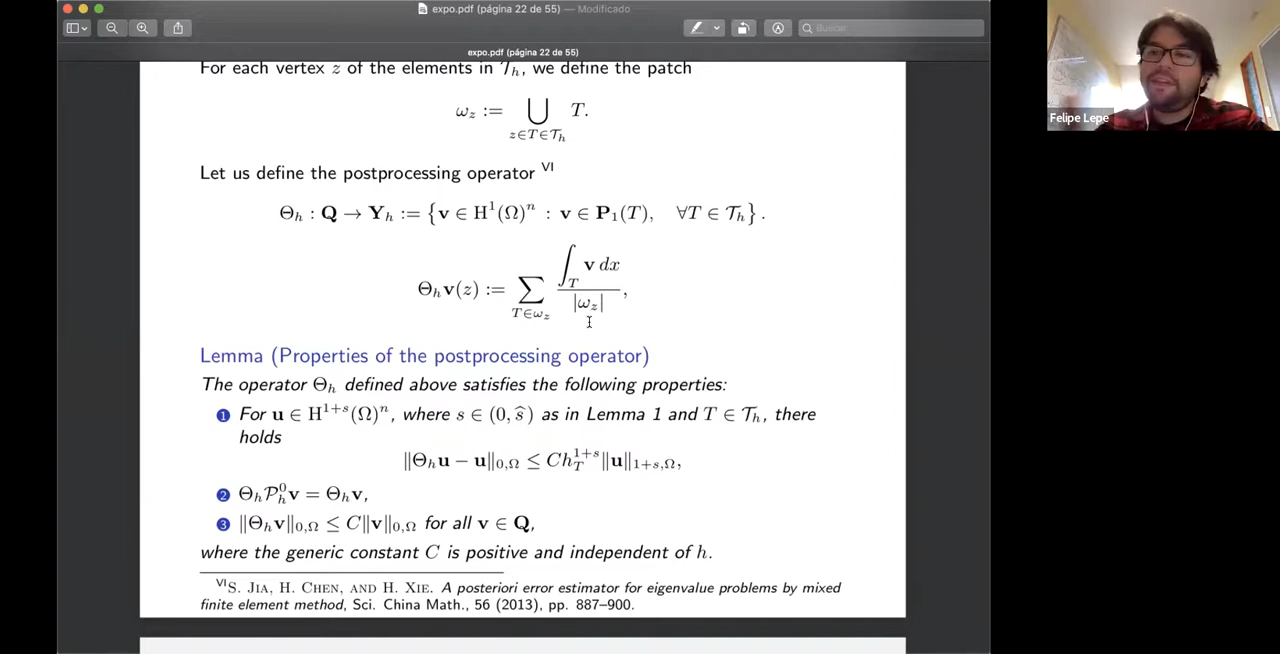 expo.pdf (página 22 de 55) — Modificado
Buscar
expo.pdf (página 22 de 55)
For each vertex z of the elements in 𝒯_h, we define the patch
ω_z := ⋃_{z∈T∈𝒯_h} T.
Let us define the postprocessing operator VI
Θ_h : Q → Y_h := {v ∈ H^1(Ω)^n : v ∈ P_1(T), ∀T ∈ 𝒯_h}.
Θ_h v(z) := ∑_{T∈ω_z} ∫_T v dx / |ω_z|,
Lemma (Properties of the postprocessing operator)
The operator Θ_h defined above satisfies the following properties:
1 For u ∈ H^{1+s}(Ω)^n, where s ∈ (0, ŝ) as in Lemma 1 and T ∈ 𝒯_h, there
holds
‖Θ_h u − u‖_{0,Ω} ≤ Ch_T^{1+s}‖u‖_{1+s,Ω},
2 Θ_h 𝒫_h^0 v = Θ_h v,
3 ‖Θ_h v‖_{0,Ω} ≤ C‖v‖_{0,Ω} for all v ∈ Q,
where the generic constant C is positive and independent of h.
VI S. Jia, H. Chen, and H. Xie. A posteriori error estimator for eigenvalue problems by mixed
finite element method, Sci. China Math., 56 (2013), pp. 887–900.
Felipe Lepe